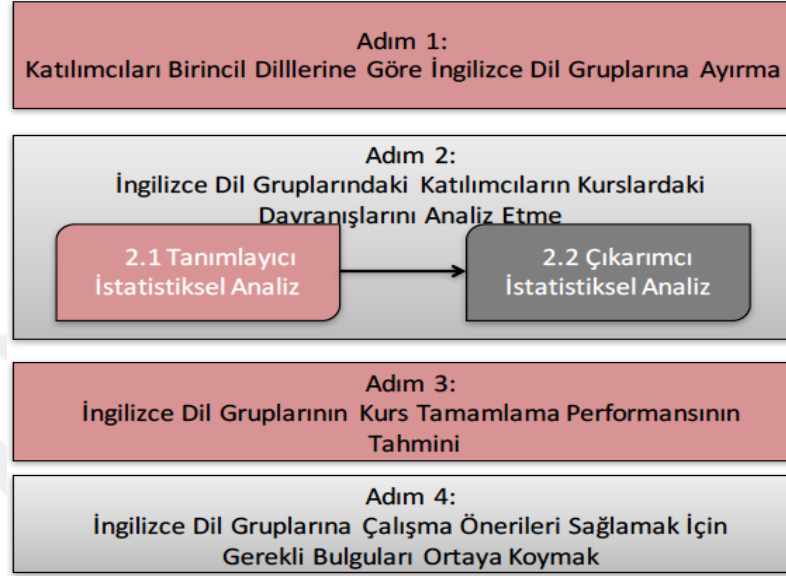 Adım 1:
Katılımcıları Birincil Dilllerine Göre İngilizce Dil Gruplarına Ayırma
Adım 2:
İngilizce Dil Gruplarındaki Katılımcıların Kurslardaki
Davranışlarını Analiz Etme
2.1 Tanımlayıcı
İstatistiksel Analiz
2.2 Çıkarımcı
İstatistiksel Analiz
Adım 3:
İngilizce Dil Gruplarının Kurs Tamamlama Performansının
Tahmini
Adım 4:
İngilizce Dil Gruplarına Çalışma Önerileri Sağlamak İçin
Gerekli Bulguları Ortaya Koymak